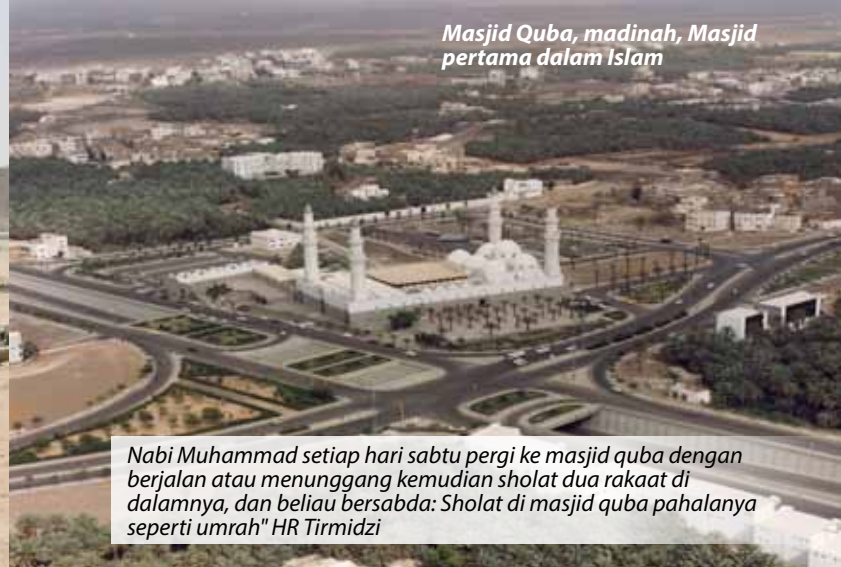 Masjid Quba, madinah, Masjid
pertama dalam Islam
Nabi Muhammad setiap hari sabtu pergi ke masjid quba dengan
berjalan atau menunggang kemudian sholat dua rakaat di
dalamnya, dan beliau bersabda: Sholat di masjid quba pahalanya
seperti umrah" HR Tirmidzi